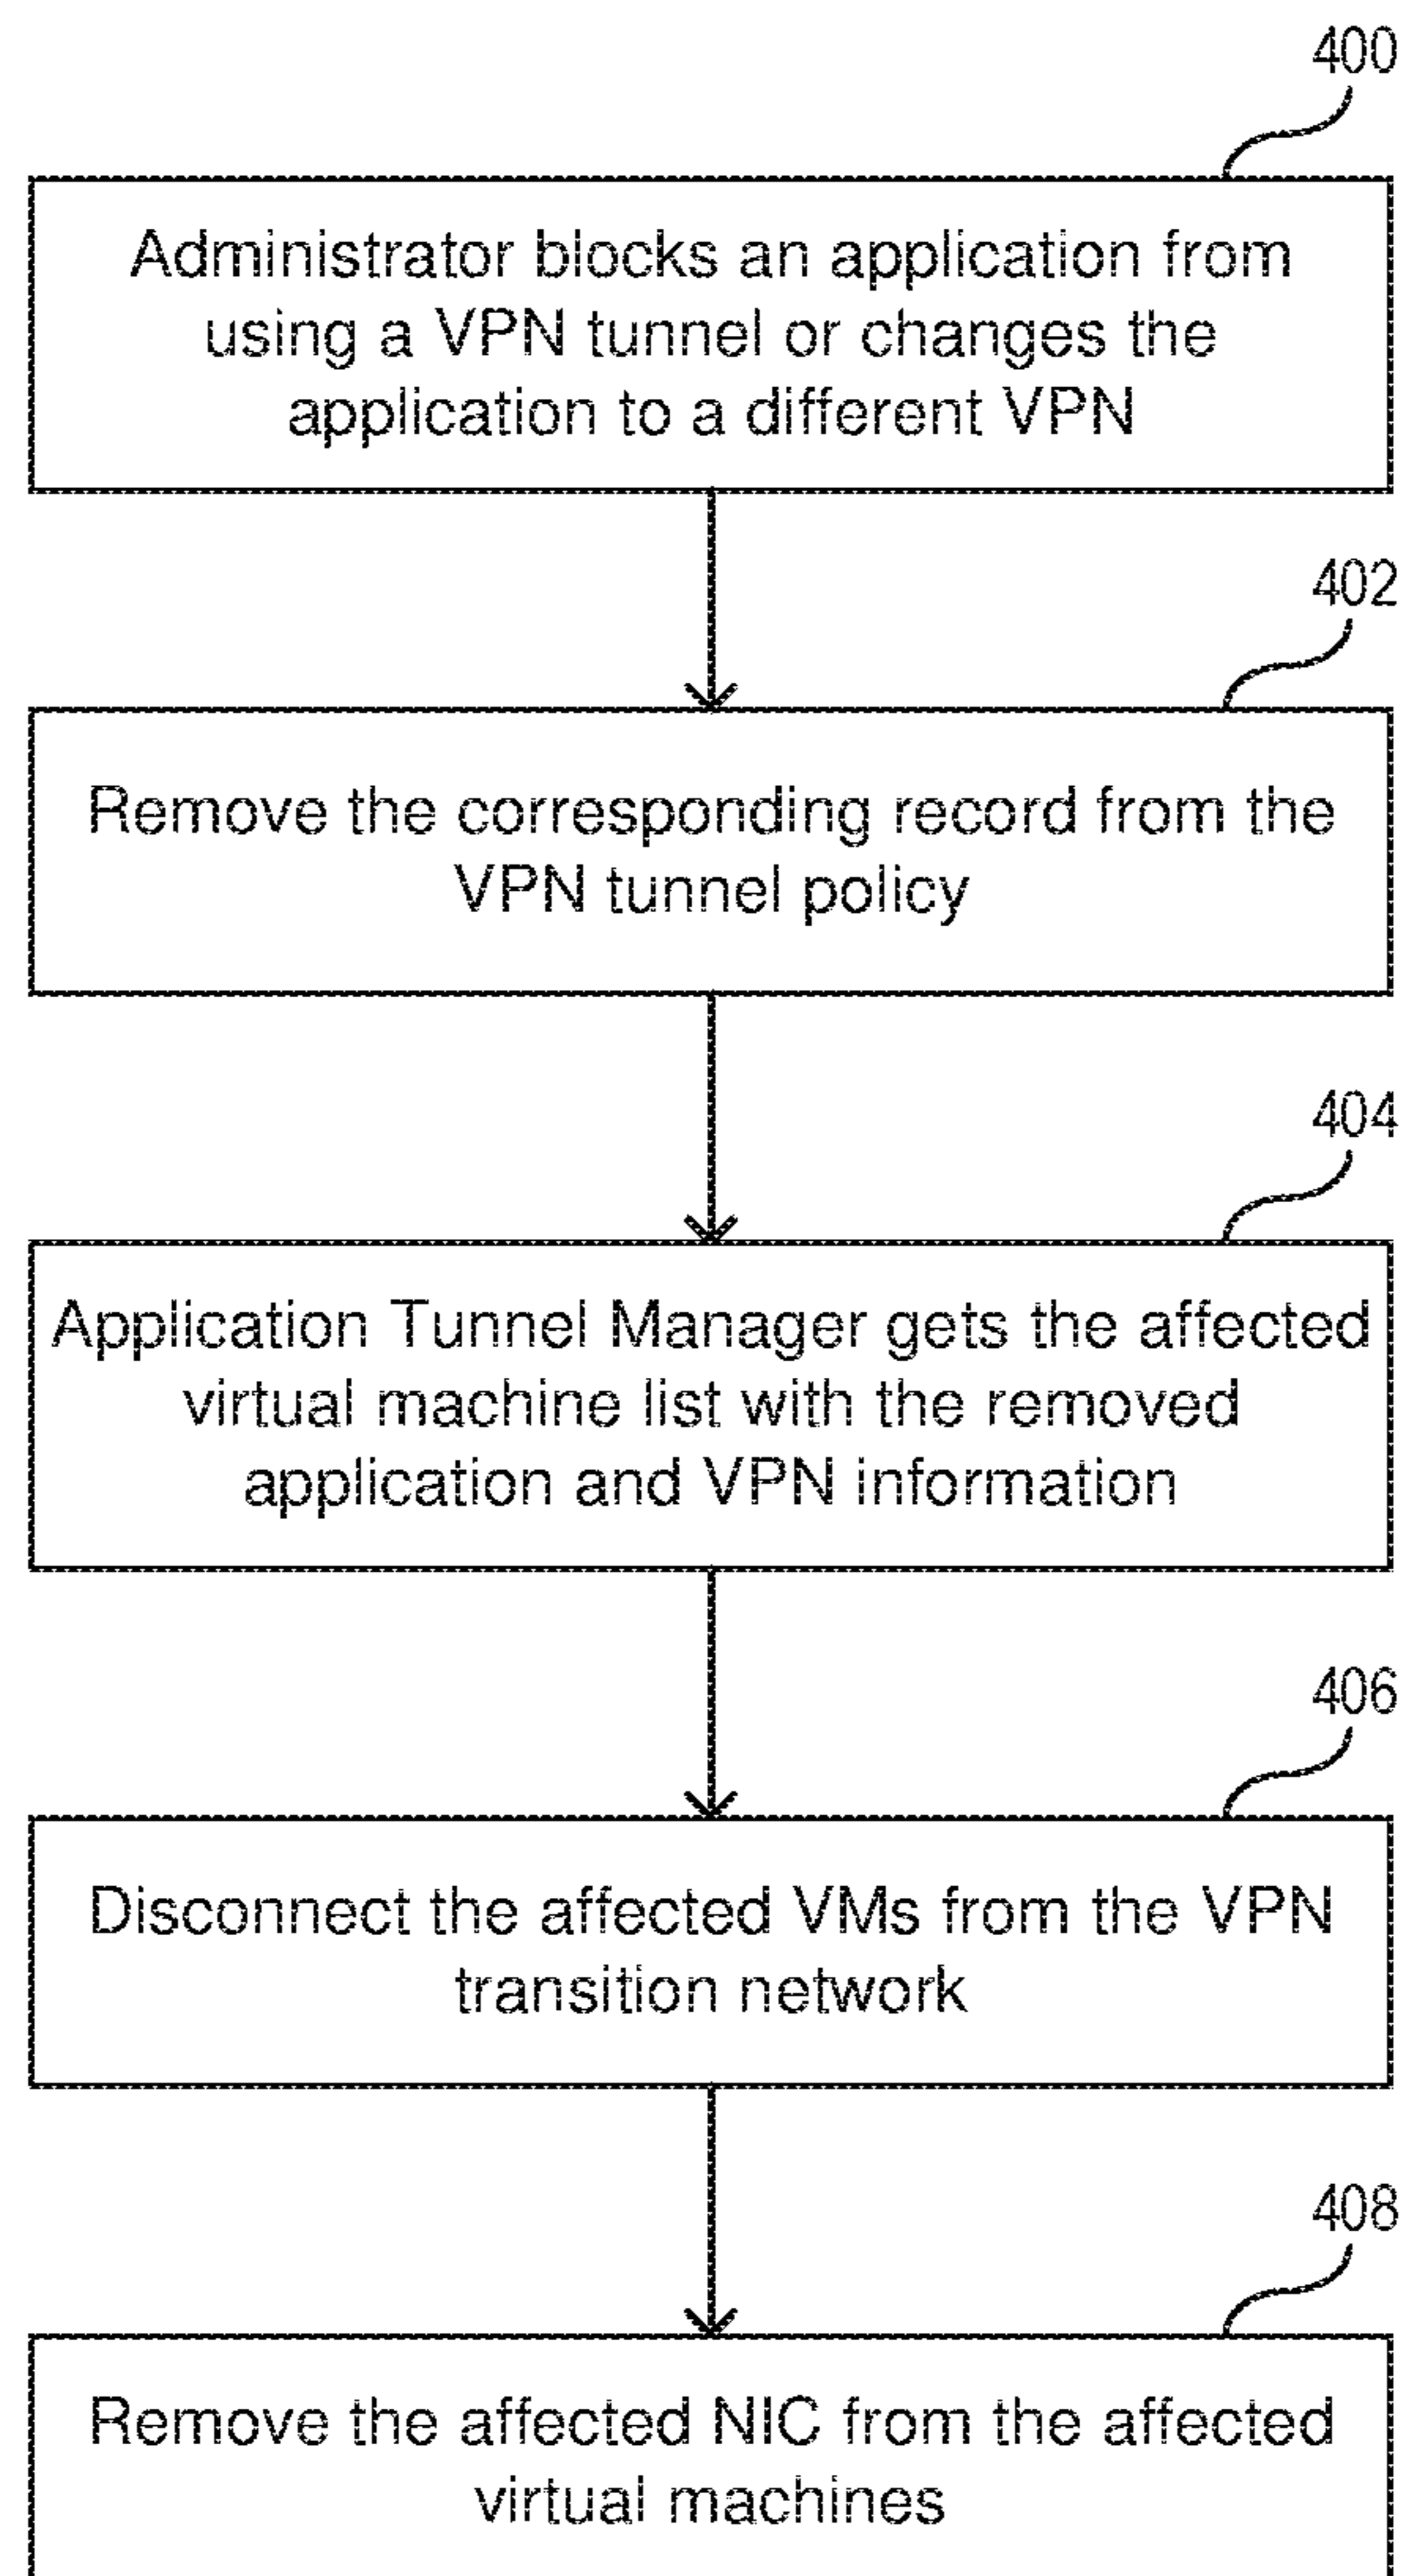 400
Administrator blocks an application from
using a VPN tunnel or changes the
application to a different VPN
402
Remove the corresponding record from the
VPN tunnel policy
404
Application Tunnel Manager gets the affected
virtual machine list with the removed
application and VPN information
406
Disconnect the affected VMs from the VPN
transition network
408
Remove the affected NIC from the affected
virtual machines